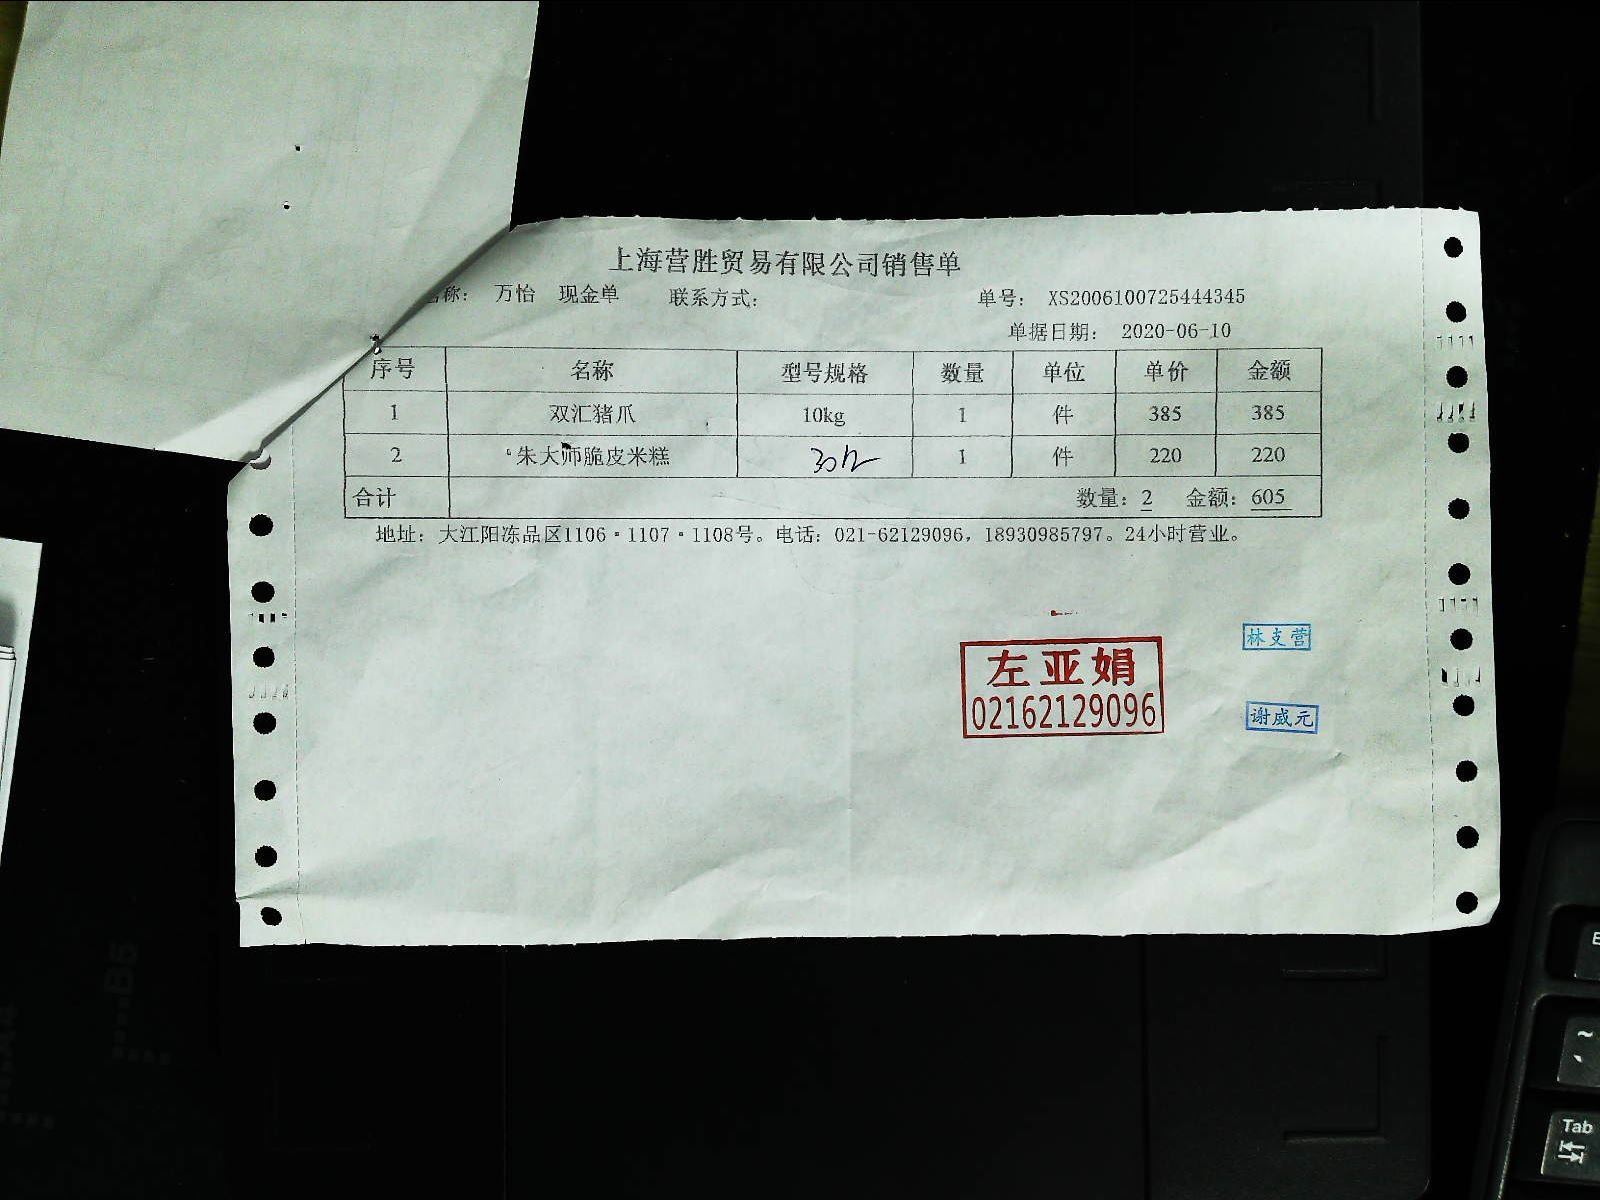 上海营胜贸易有限公司销售单
名称： 万怡 现金单 联系方式： 单号： XS2006100725444345
单据日期： 2020-06-10
序号 名称 型号规格 数量 单位 单价 金额
1 双汇猪爪 10kg 1 件 385 385
2 朱大师脆皮米糕 1 件 220 220
合计 数量：2 金额：605
地址：大江阳冻品区1106·1107·1108号。电话：021-62129096，18930985797。24小时营业。
林支营
左亚娟
02162129096
谢威元
Tab